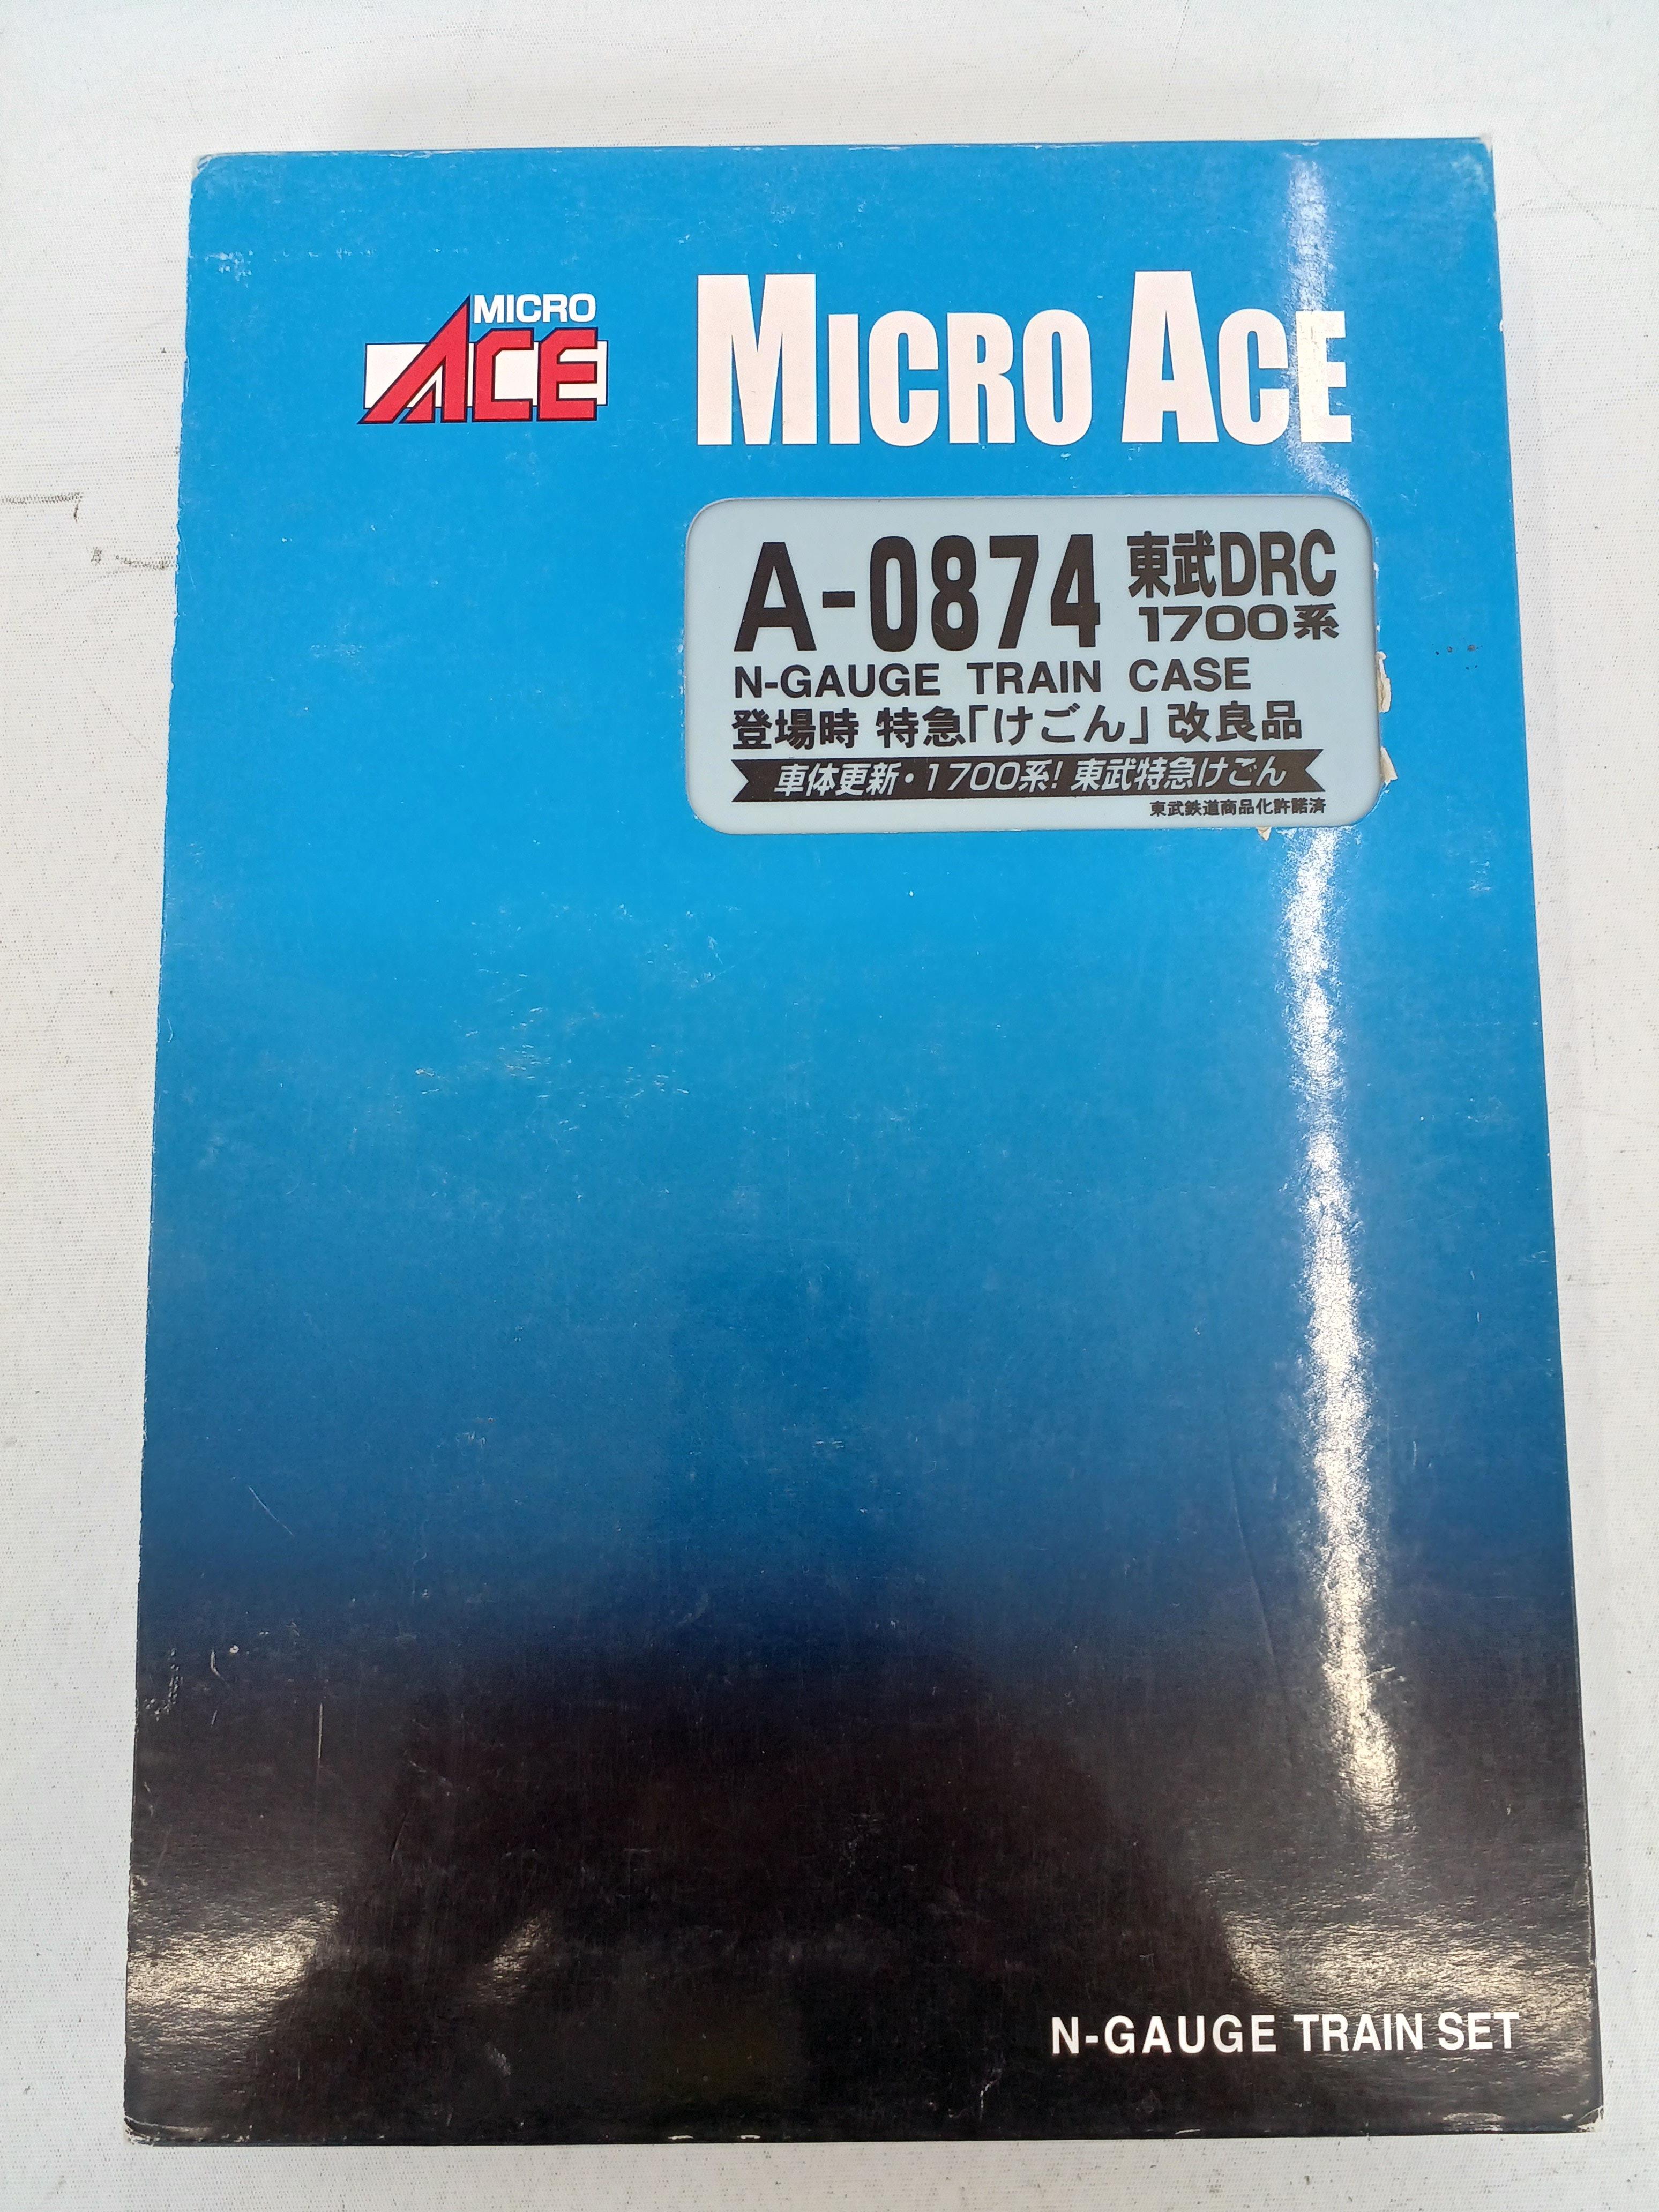 MICRO
ACE
MICRO ACE
A-0874 東武DRC
1700系
N-GAUGE TRAIN CASE
登場時 特急「けごん」改良品
車体更新・1700系! 東武特急けごん
東武鉄道商品化許諾済
N-GAUGE TRAIN SET